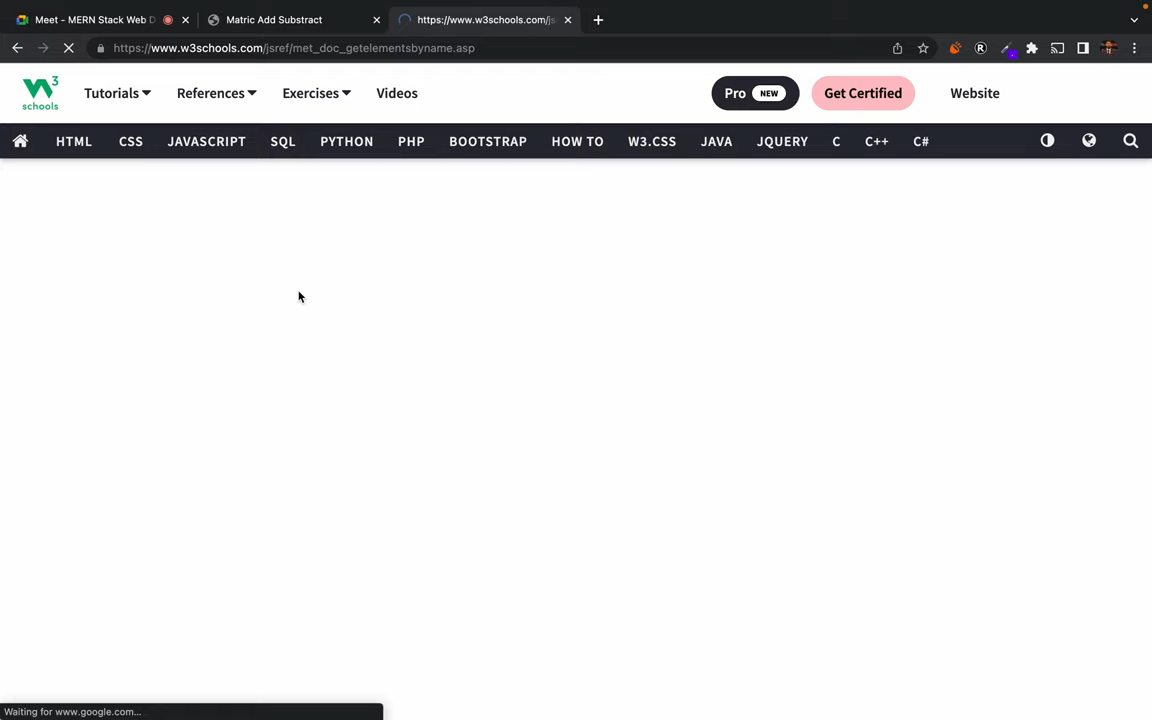 Meet - MERN Stack Web D
Matric Add Substract
https://www.w3schools.com/js
https://www.w3schools.com/jsref/met_doc_getelementsbyname.asp
W3 schools
Tutorials References Exercises Videos Pro NEW Get Certified Website
HTML CSS JAVASCRIPT SQL PYTHON PHP BOOTSTRAP HOW TO W3.CSS JAVA JQUERY C C++ C#
Waiting for www.google.com...